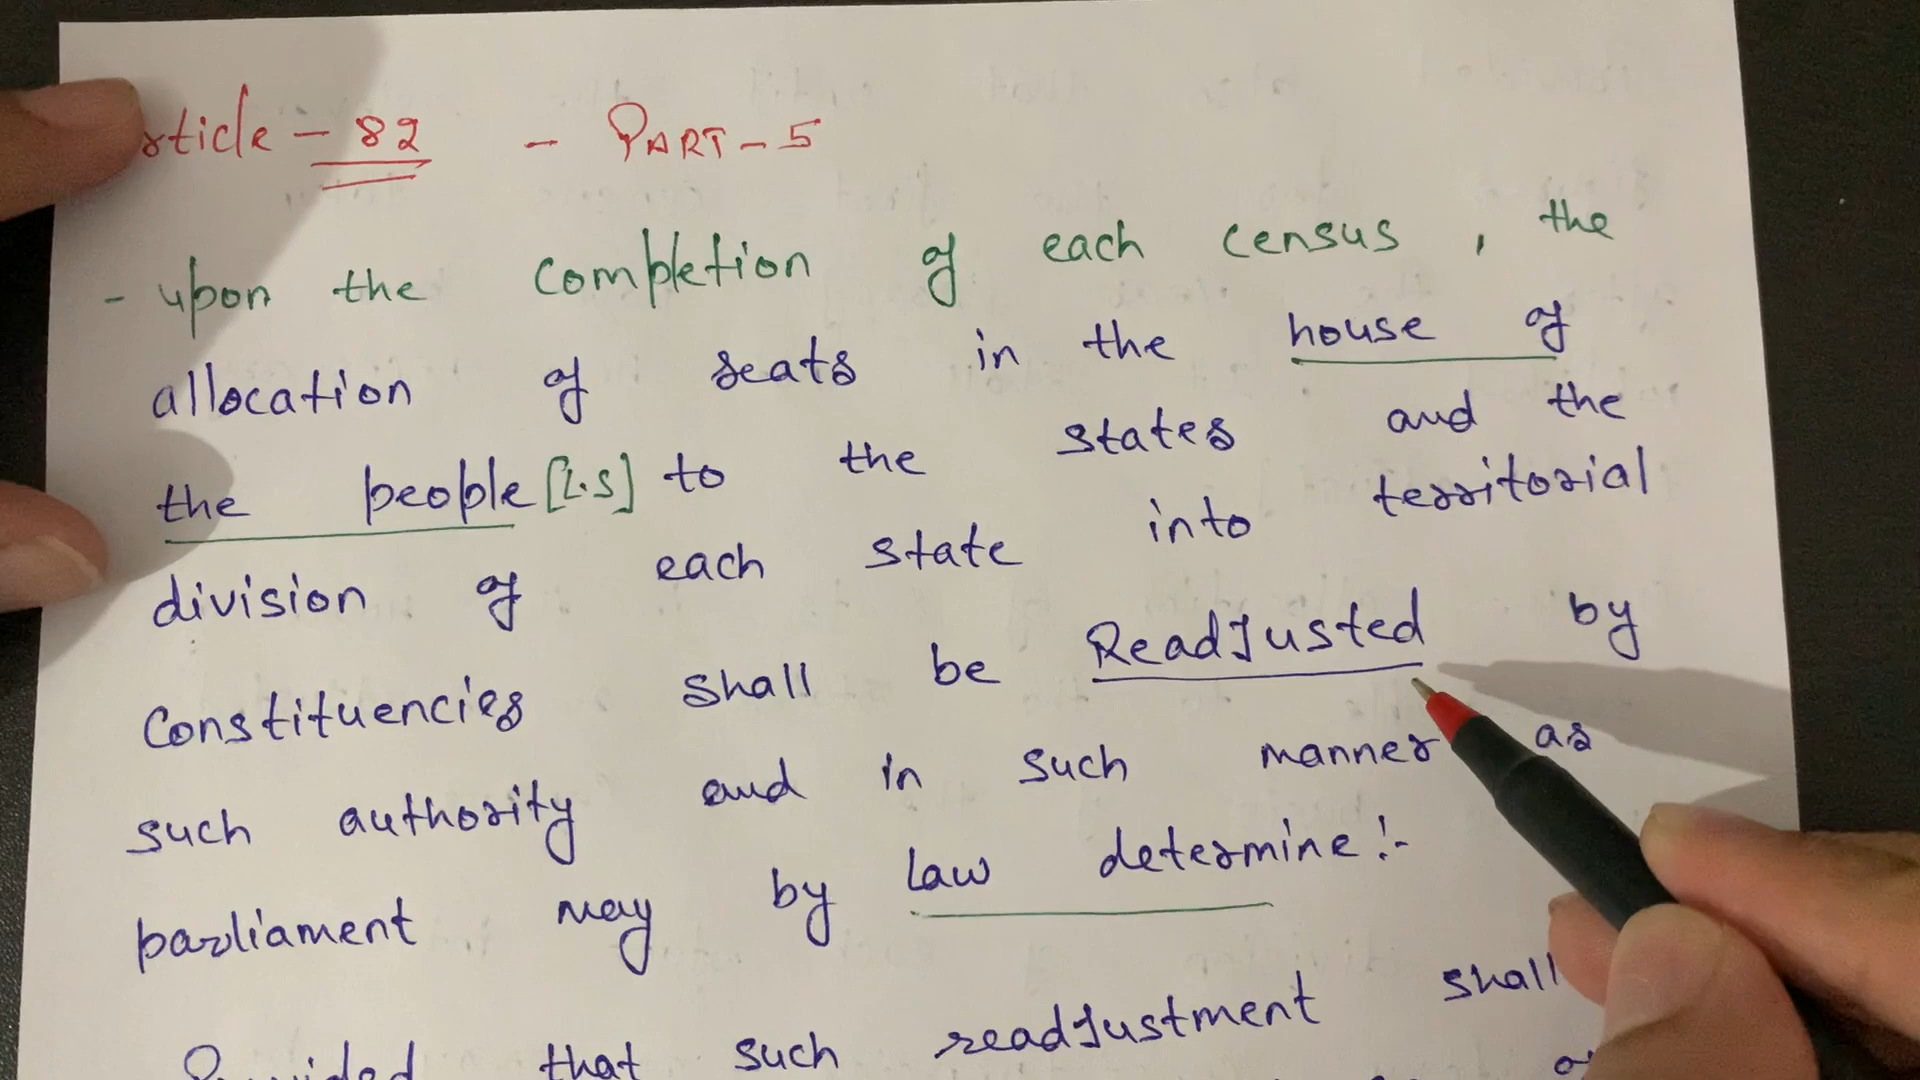 rticle - 82 - PART - 5
- upon the completion of each census, the
allocation of seats in the house of
the people [L.S] to the states and the
division of each state into territorial
constituencies shall be ReadJusted by
such authority and in such manner as
parliament may by law determine:-
Provided that such readJustment shall